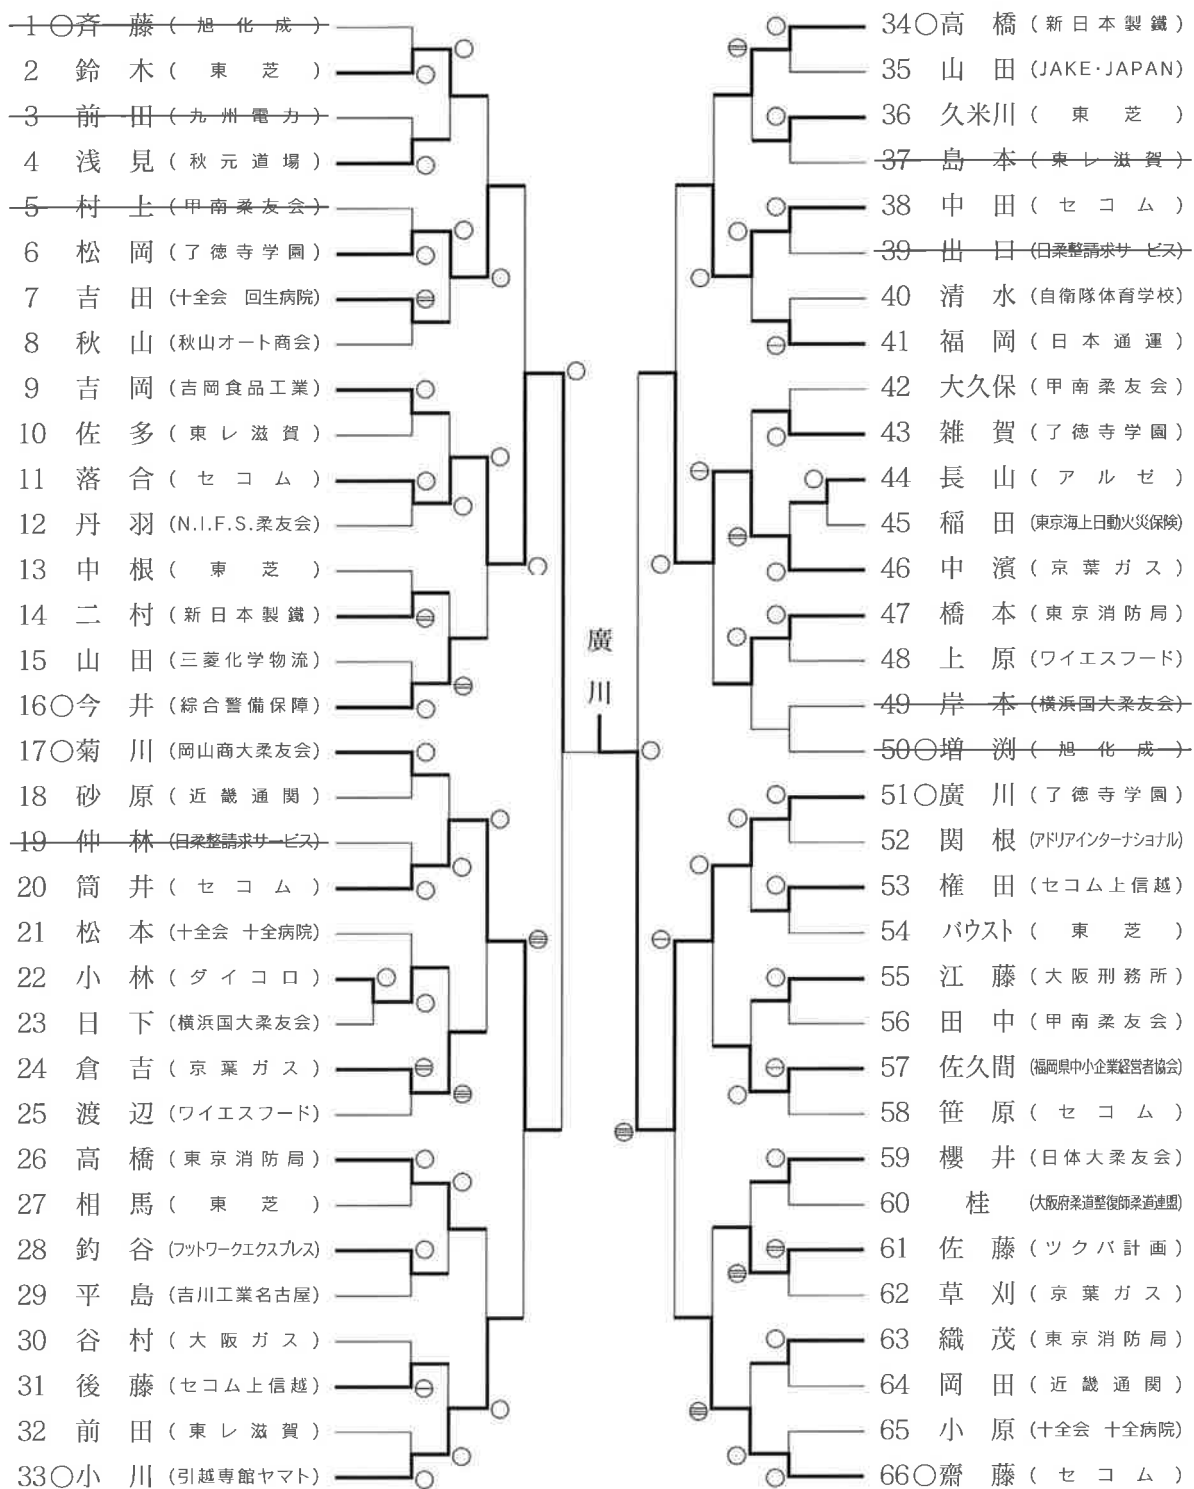 1 ○斉 藤 (旭化成)
2 鈴 木 (東芝)
3 前 田 (九州電力)
4 浅 見 (秋元道場)
5 村 上 (甲南柔友会)
6 松 岡 (了徳寺学園)
7 吉 田 (十全会 回生病院)
8 秋 山 (秋山オート商会)
9 吉 岡 (吉岡食品工業)
10 佐 多 (東レ滋賀)
11 落 合 (セコム)
12 丹 羽 (N.I.F.S.柔友会)
13 中 根 (東芝)
14 二 村 (新日本製鐵)
15 山 田 (三菱化学物流)
16○今 井 (綜合警備保障)
17○菊 川 (岡山商大柔友会)
18 砂 原 (近畿通関)
19 仲 林 (日柔整請求サービス)
20 筒 井 (セコム)
21 松 本 (十全会 十全病院)
22 小 林 (ダイコロ)
23 日 下 (横浜国大柔友会)
24 倉 吉 (京葉ガス)
25 渡 辺 (ワイエスフード)
26 高 橋 (東京消防局)
27 相 馬 (東芝)
28 釣 谷 (フットワークエクスプレス)
29 平 島 (吉川工業名古屋)
30 谷 村 (大阪ガス)
31 後 藤 (セコム上信越)
32 前 田 (東レ滋賀)
33○小 川 (引越専館ヤマト)
廣
川
34○高 橋 (新日本製鐵)
35 山 田 (JAKE・JAPAN)
36 久米川 (東芝)
37 島 本 (東レ滋賀)
38 中 田 (セコム)
39 出 口 (日柔整請求サービス)
40 清 水 (自衛隊体育学校)
41 福 岡 (日本通運)
42 大久保 (甲南柔友会)
43 雑 賀 (了徳寺学園)
44 長 山 (アルゼ)
45 稲 田 (東京海上日動火災保険)
46 中 濱 (京葉ガス)
47 橋 本 (東京消防局)
48 上 原 (ワイエスフード)
49 岸 本 (横浜国大柔友会)
50○増 渕 (旭化成)
51○廣 川 (了徳寺学園)
52 関 根 (アドリアインターナショナル)
53 権 田 (セコム上信越)
54 バウスト (東芝)
55 江 藤 (大阪刑務所)
56 田 中 (甲南柔友会)
57 佐久間 (福岡県中小企業経営者協会)
58 笹 原 (セコム)
59 櫻 井 (日体大柔友会)
60 桂 (大阪府柔道整復師柔道連盟)
61 佐 藤 (ツクバ計画)
62 草 刈 (京葉ガス)
63 織 茂 (東京消防局)
64 岡 田 (近畿通関)
65 小 原 (十全会 十全病院)
66○齋 藤 (セコム)